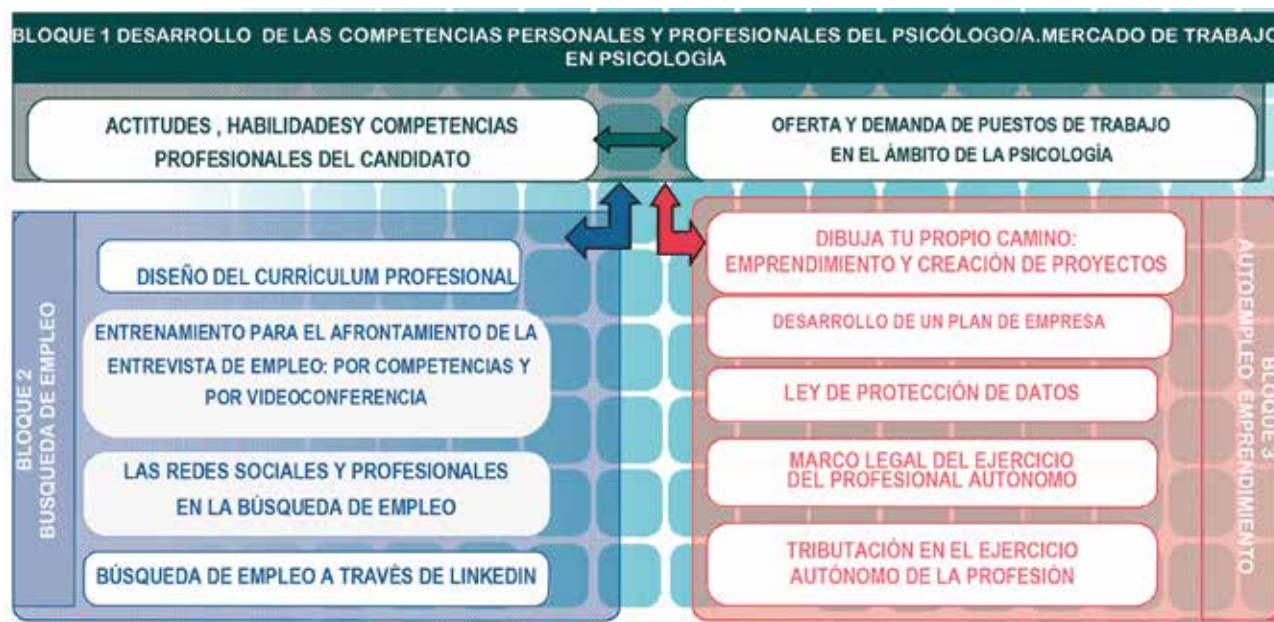 BLOQUE 1 DESARROLLO DE LAS COMPETENCIAS PERSONALES Y PROFESIONALES DEL PSICÓLOGO/A.MERCADO DE TRABAJO
EN PSICOLOGÍA
ACTITUDES , HABILIDADESY COMPETENCIAS
PROFESIONALES DEL CANDIDATO
OFERTA Y DEMANDA DE PUESTOS DE TRABAJO
EN EL ÁMBITO DE LA PSICOLOGÍA
BLOQUE 2
BUSQUEDA DE EMPLEO
DISEÑO DEL CURRÍCULUM PROFESIONAL
ENTRENAMIENTO PARA EL AFRONTAMIENTO DE LA
ENTREVISTA DE EMPLEO: POR COMPETENCIAS Y
POR VIDEOCONFERENCIA
LAS REDES SOCIALES Y PROFESIONALES
EN LA BÚSQUEDA DE EMPLEO
BÚSQUEDA DE EMPLEO A TRAVÉS DE LINKEDIN
DIBUJA TU PROPIO CAMINO:
EMPRENDIMIENTO Y CREACIÓN DE PROYECTOS
DESARROLLO DE UN PLAN DE EMPRESA
LEY DE PROTECCIÓN DE DATOS
MARCO LEGAL DEL EJERCICIO
DEL PROFESIONAL AUTÓNOMO
TRIBUTACIÓN EN EL EJERCICIO
AUTÓNOMO DE LA PROFESIÓN
BLOQUE 3
AUTOEMPLEO EMPRENDIMIENTO